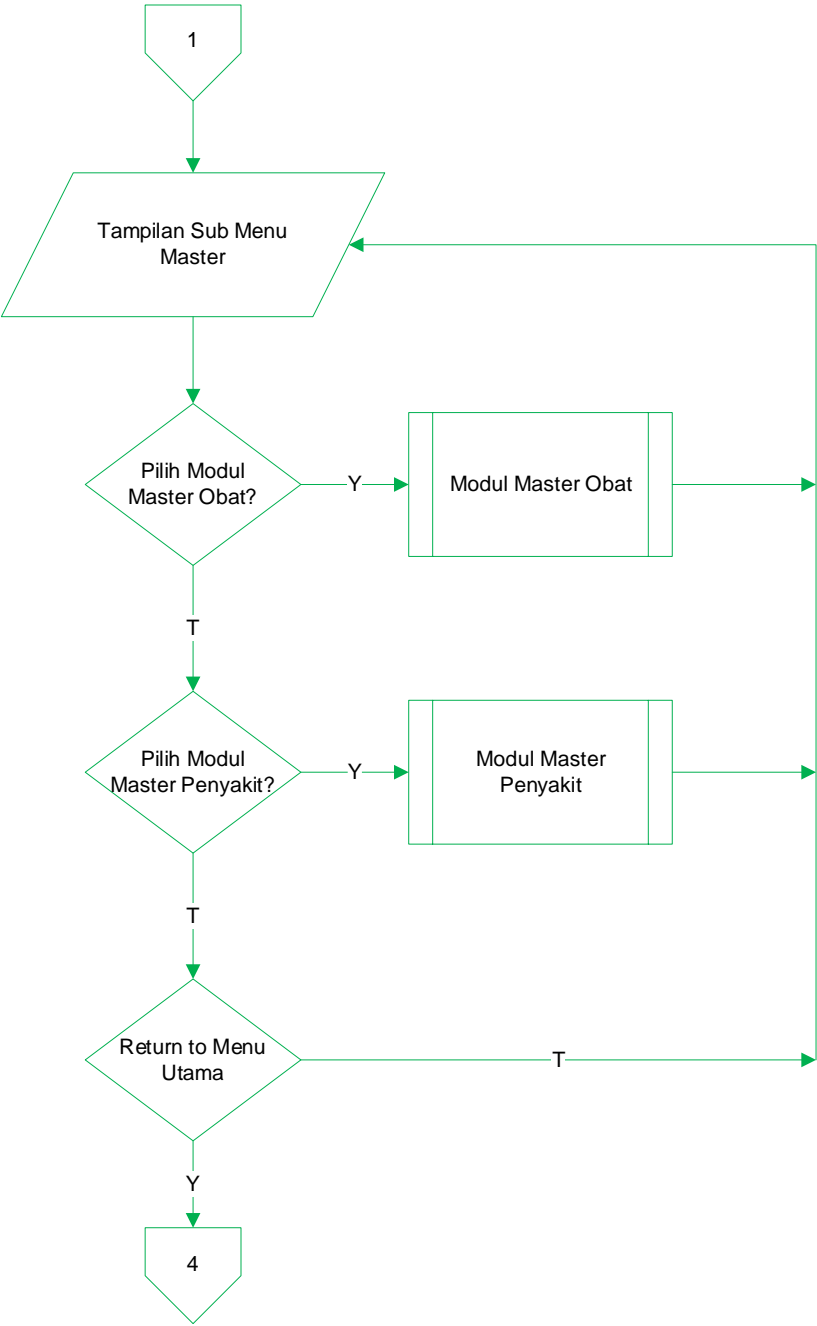 1
Tampilan Sub Menu
Master
Pilih Modul
Master Obat?
Y
Modul Master Obat
T
Pilih Modul
Master Penyakit?
Y
Modul Master
Penyakit
T
Return to Menu
Utama
T
Y
4